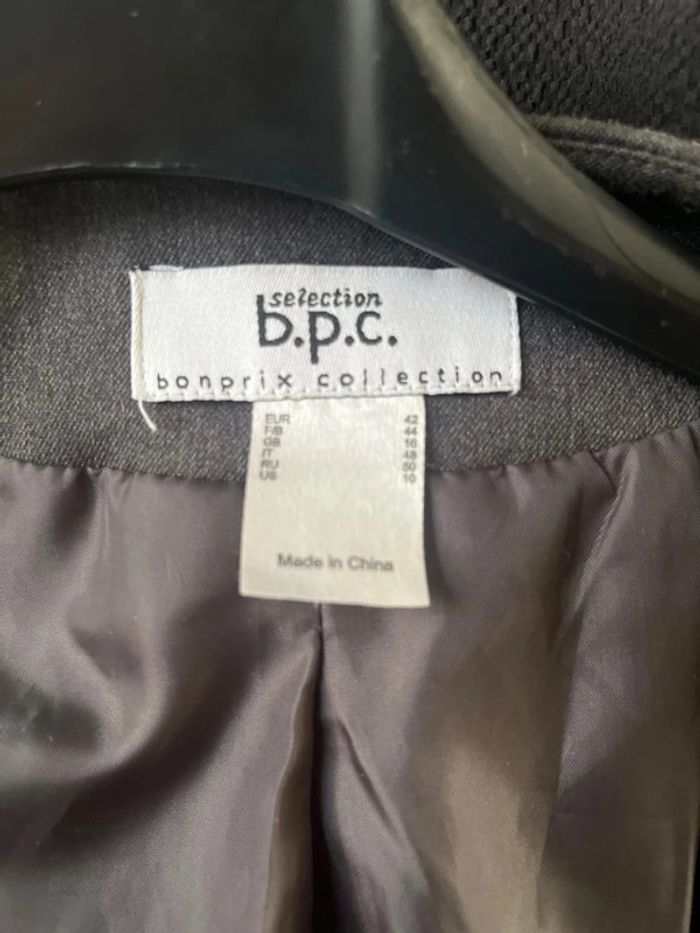 selection
b.p.c.
bonprix collection
EUR 42
F/B 44
GB 16
IT 48
RU 50
US 10
Made in China